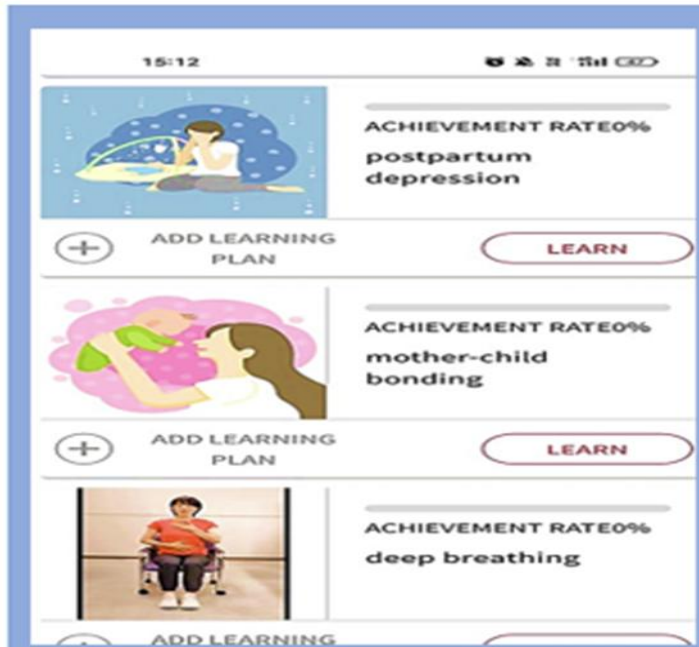 15:12
47
ACHIEVEMENT RATE0%
postpartum
depression
ADD LEARNING
PLAN
LEARN
ACHIEVEMENT RATE0%
mother-child
bonding
ADD LEARNING
PLAN
LEARN
ACHIEVEMENT RATE0%
deep breathing
ADD LEARNING